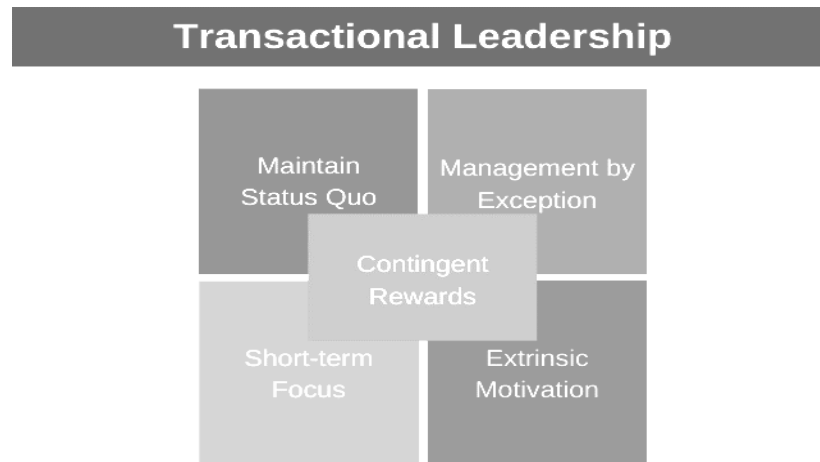 Transactional Leadership
Maintain
Status Quo
Management by
Exception
Contingent
Rewards
Short-term
Focus
Extrinsic
Motivation